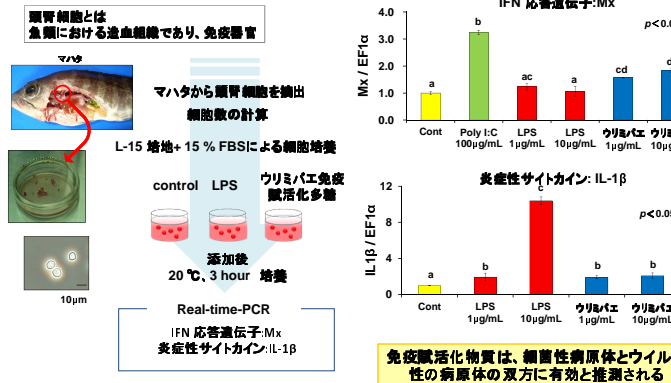 頭腎細胞とは
魚類における造血組織であり、免疫器官
マハタ
マハタから頭腎細胞を摘出
細胞数の計算
L-15 培地+ 15 % FBSによる細胞培養
control LPS ウリミバエ免疫
賦活化多糖
添加後
20 ℃、3 hour 培養
10μm
Real-time-PCR
IFN 応答遺伝子:Mx
炎症性サイトカイン:IL-1β
IFN 応答遺伝子:Mx
Mx / EF1α
4.0
3.0
2.0
1.0
0.0
a
b
ac
a
cd
d
p<0.0
Cont
Poly I:C
100μg/mL
LPS
1μg/mL
LPS
10μg/mL
ウリミバエ
1μg/mL
ウリミバエ
10μg/mL
炎症性サイトカイン: IL-1β
IL1β / EF1α
12
8
4
0
a
b
c
b
b
p<0.05
Cont
LPS
1μg/mL
LPS
10μg/mL
ウリミバエ
1μg/mL
ウリミバエ
10μg/mL
免疫賦活化物質は、細菌性病原体とウイル
性の病原体の双方に有効と推測される